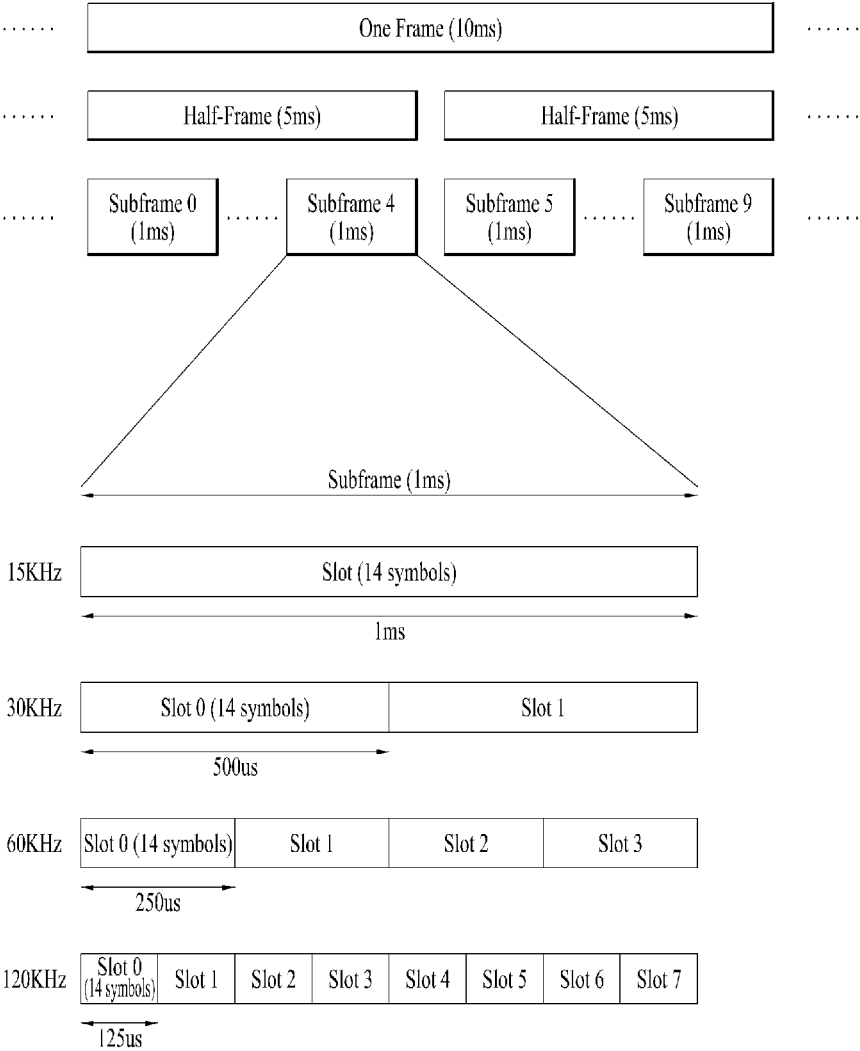 One Frame (10ms)
Half-Frame (5ms) Half-Frame (5ms)
Subframe 0 Subframe 4 Subframe 5 Subframe 9
(1ms) (1ms) (1ms) (1ms)
Subframe (1ms)
15KHz Slot (14 symbols)
1ms
30KHz Slot 0 (14 symbols) Slot 1
500us
60KHz Slot 0 (14 symbols) Slot 1 Slot 2 Slot 3
250us
120KHz Slot 0 (14 symbols) Slot 1 Slot 2 Slot 3 Slot 4 Slot 5 Slot 6 Slot 7
125us